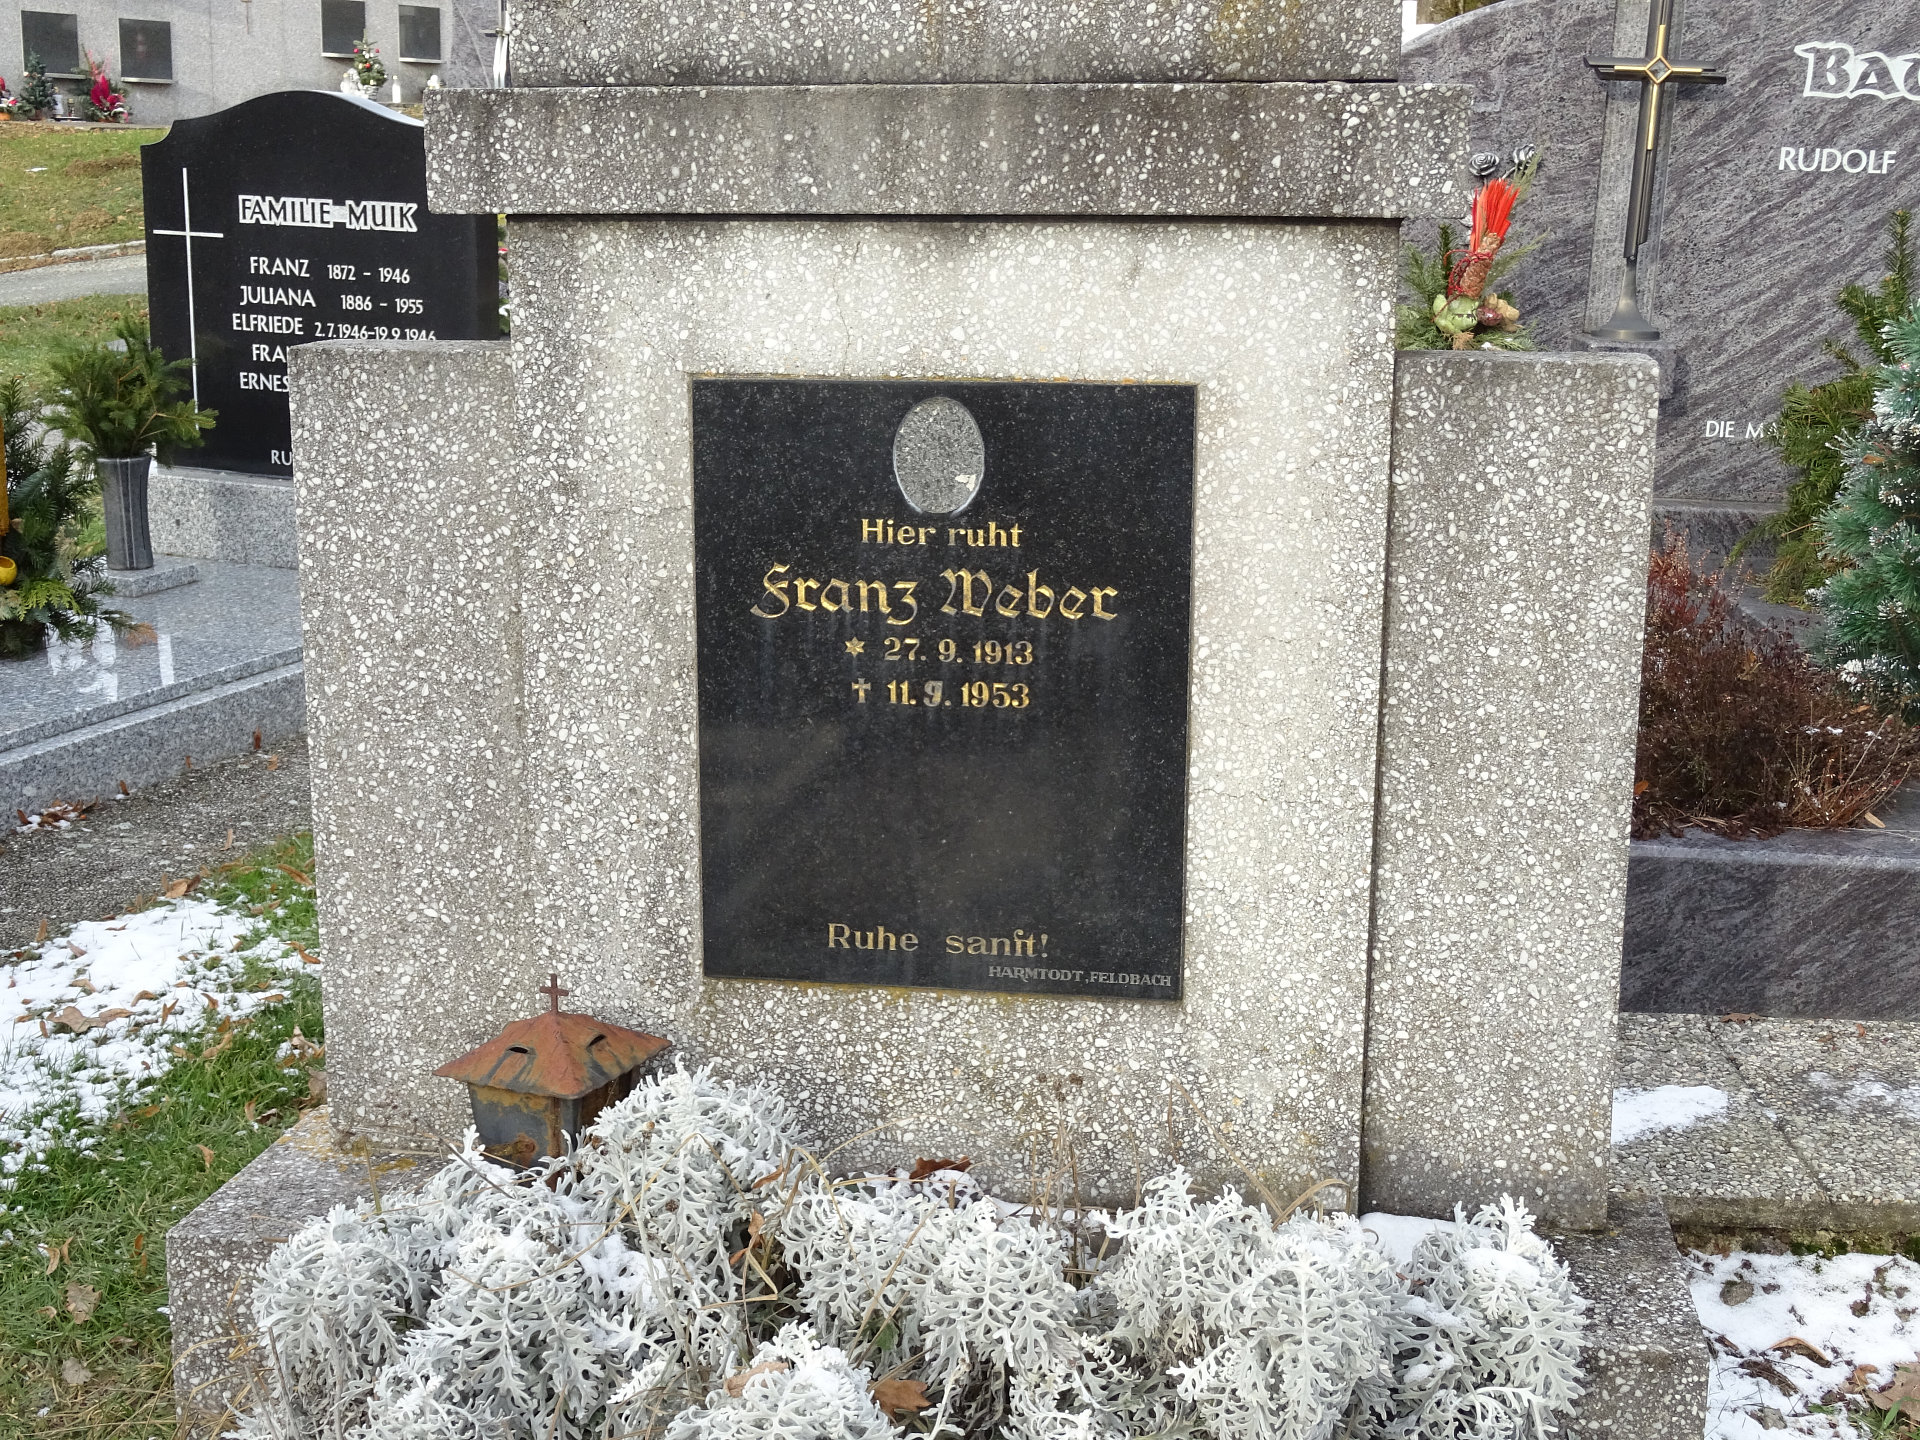 FAMILIE MUIK
FRANZ 1872 - 1946
JULIANA 1886 - 1955
ELFRIEDE 2.7.1946-19.9.1946
Hier ruht
Franz Weber
* 27. 9. 1913
† 11. 9. 1953
Ruhe sanft!
HARMTODT, FELDBACH
RUDOLF
DIE